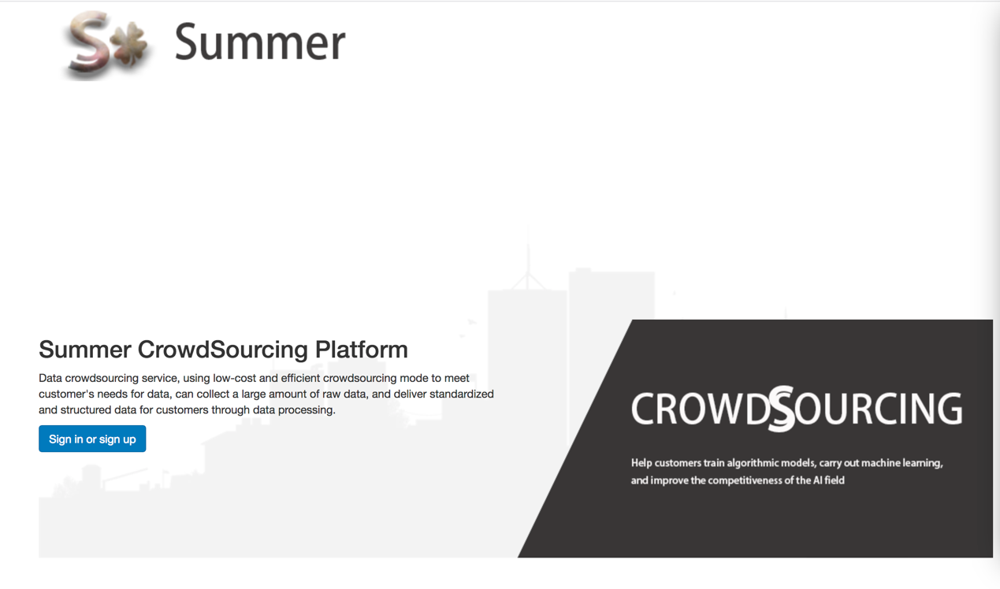 S Summer
Summer CrowdSourcing Platform
Data crowdsourcing service, using low-cost and efficient crowdsourcing mode to meet
customer's needs for data, can collect a large amount of raw data, and deliver standardized
and structured data for customers through data processing.
Sign in or sign up
CROWDSOURCING
Help customers train algorithmic models, carry out machine learning,
and improve the competitiveness of the AI field